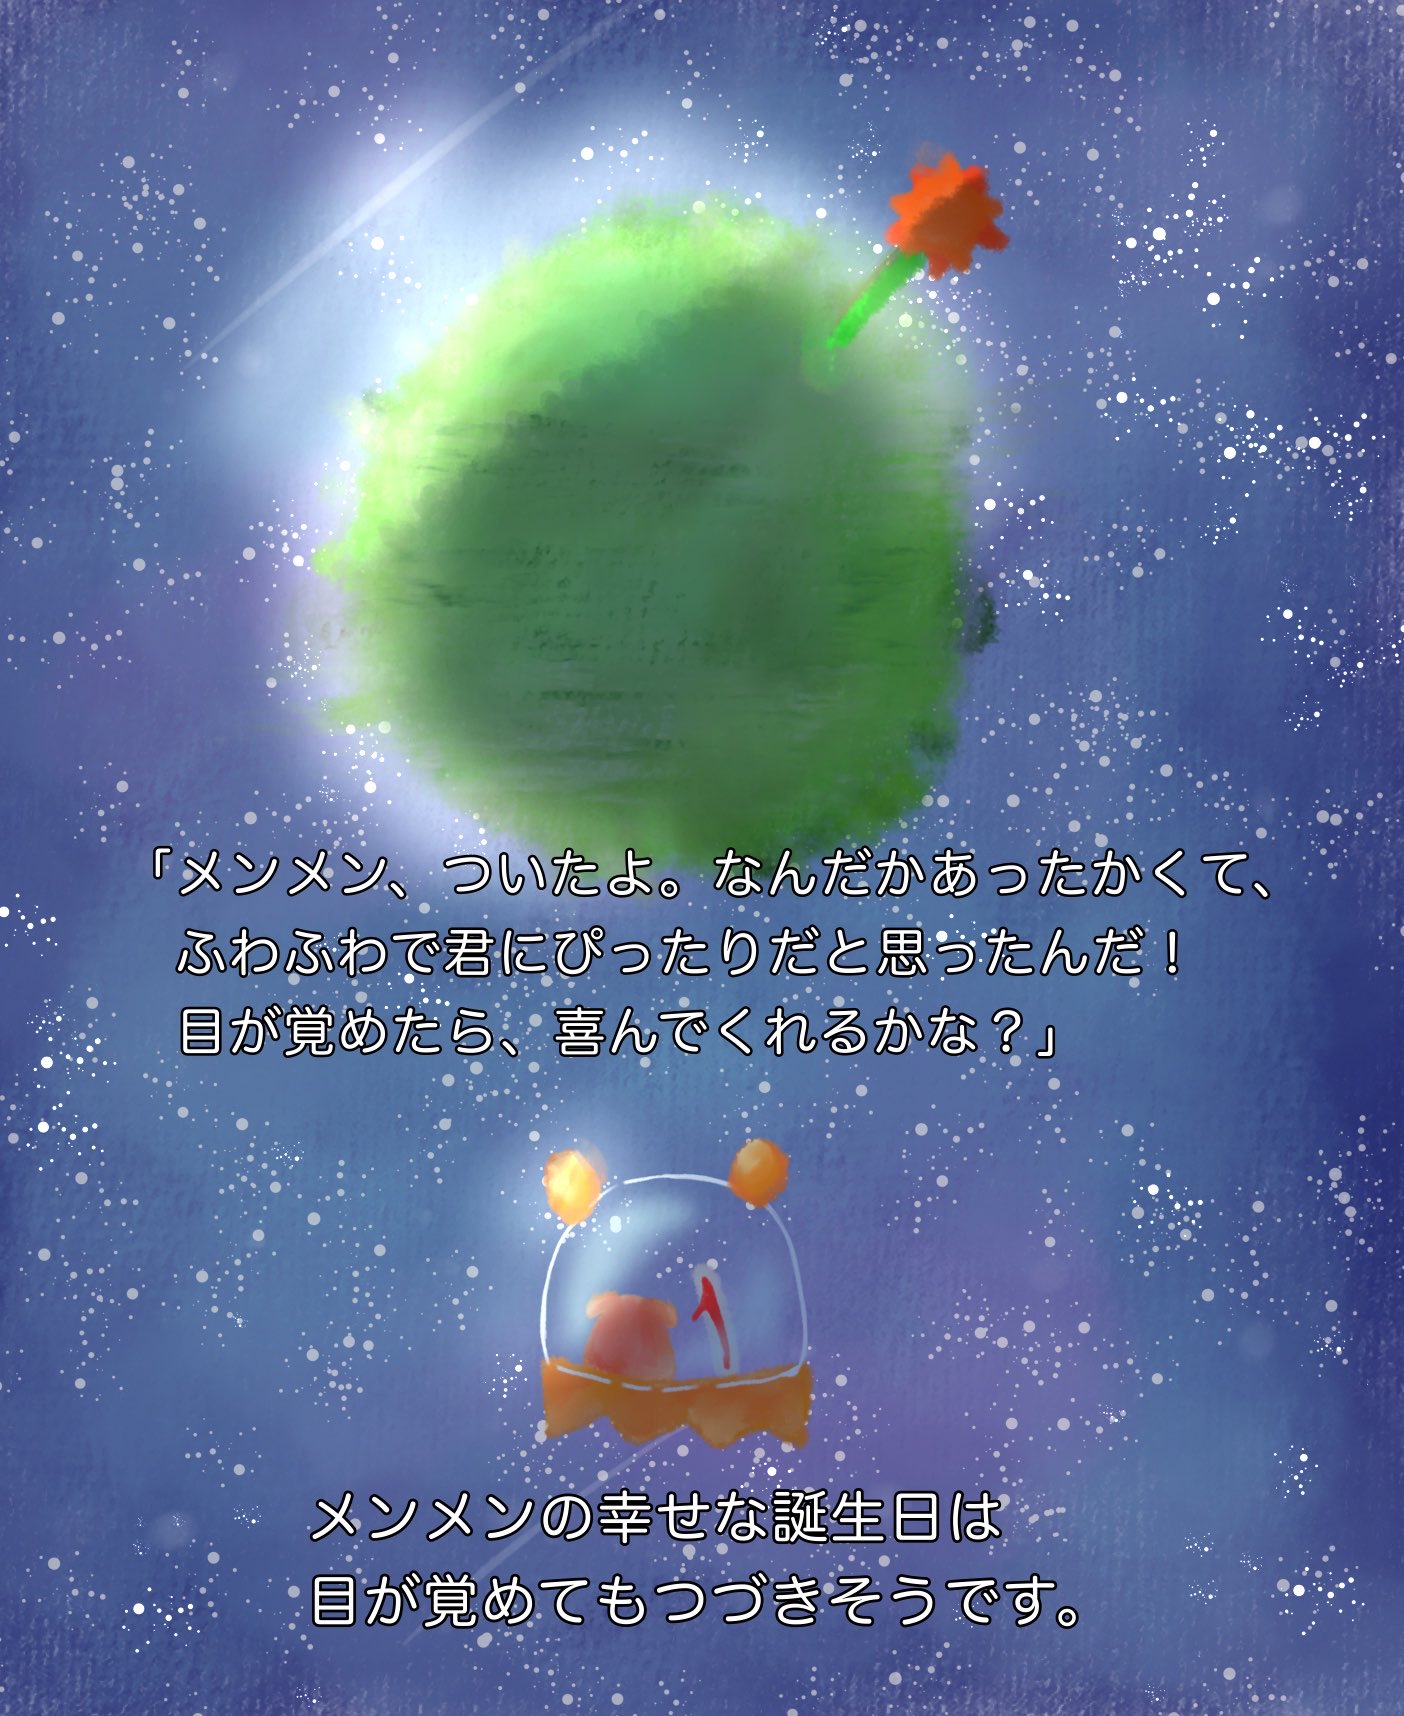 「メンメン、ついたよ。なんだかあったかくて、
ふわふわで君にぴったりだと思ったんだ！
目が覚めたら、喜んでくれるかな？」
メンメンの幸せな誕生日は
目が覚めてもつづきそうです。